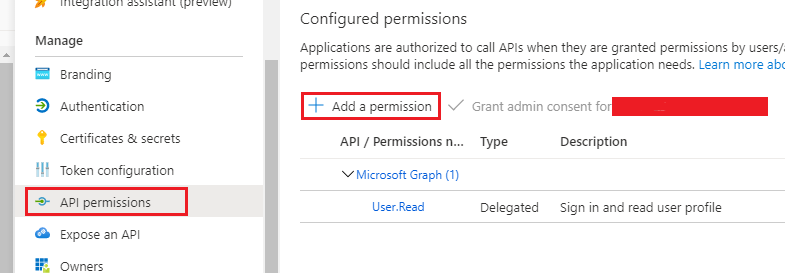 Integration assistant (preview)
Manage
Branding
Authentication
Certificates & secrets
Token configuration
API permissions
Expose an API
Owners
Configured permissions
Applications are authorized to call APIs when they are granted permissions by users/a
permissions should include all the permissions the application needs. Learn more abo
Add a permission Grant admin consent for
API / Permissions n... Type Description
Microsoft Graph (1)
User.Read Delegated Sign in and read user profile